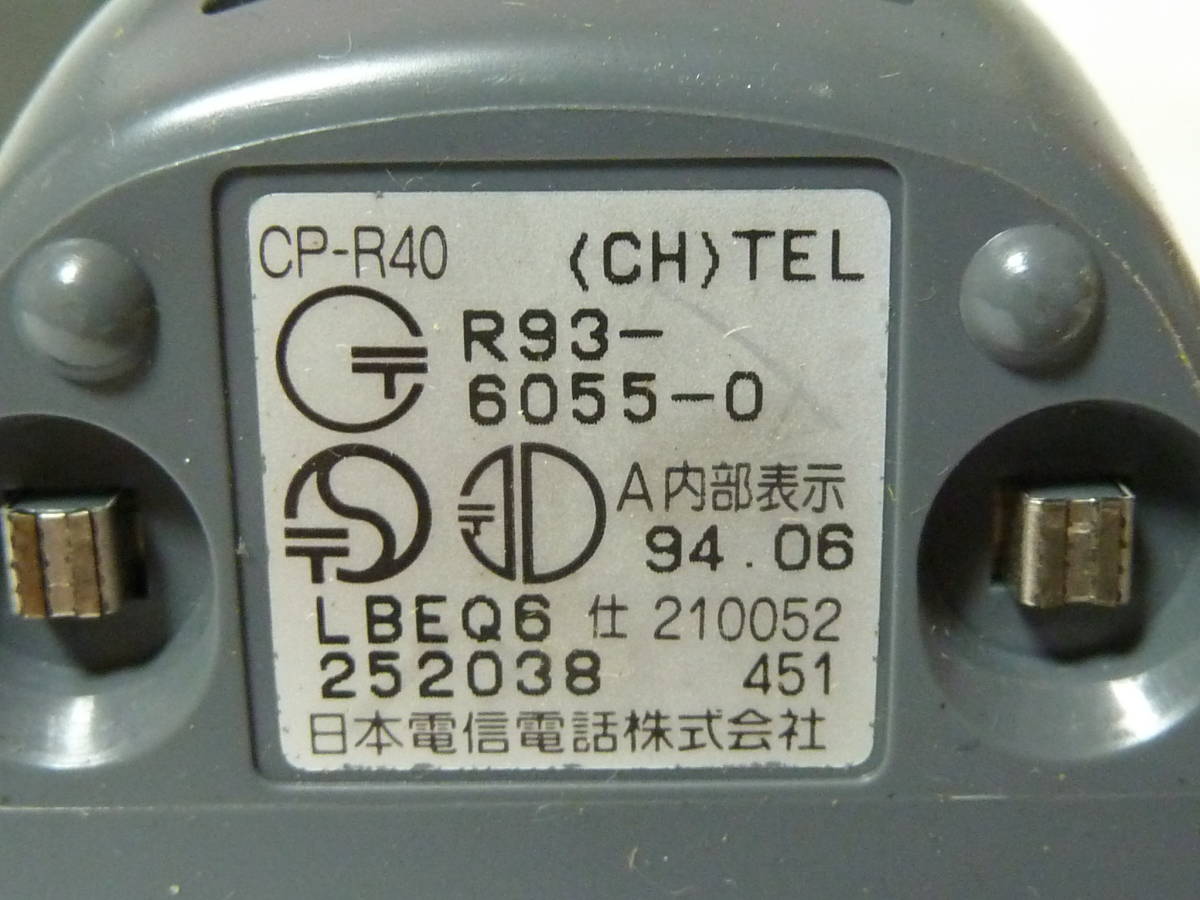 CP-R40 〈CH〉TEL
R93-
6055-0
A内部表示
94.06
LBEQ6 仕 210052
252038 451
日本電信電話株式会社